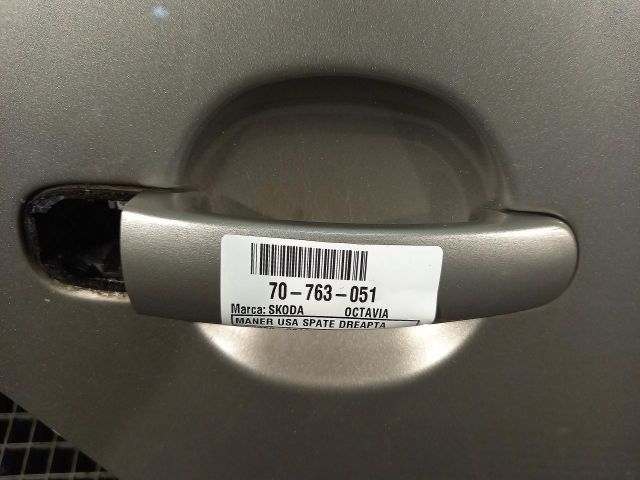 70-763-051
Marca: SKODA OCTAVIA
MANER USA SPATE DREAPTA